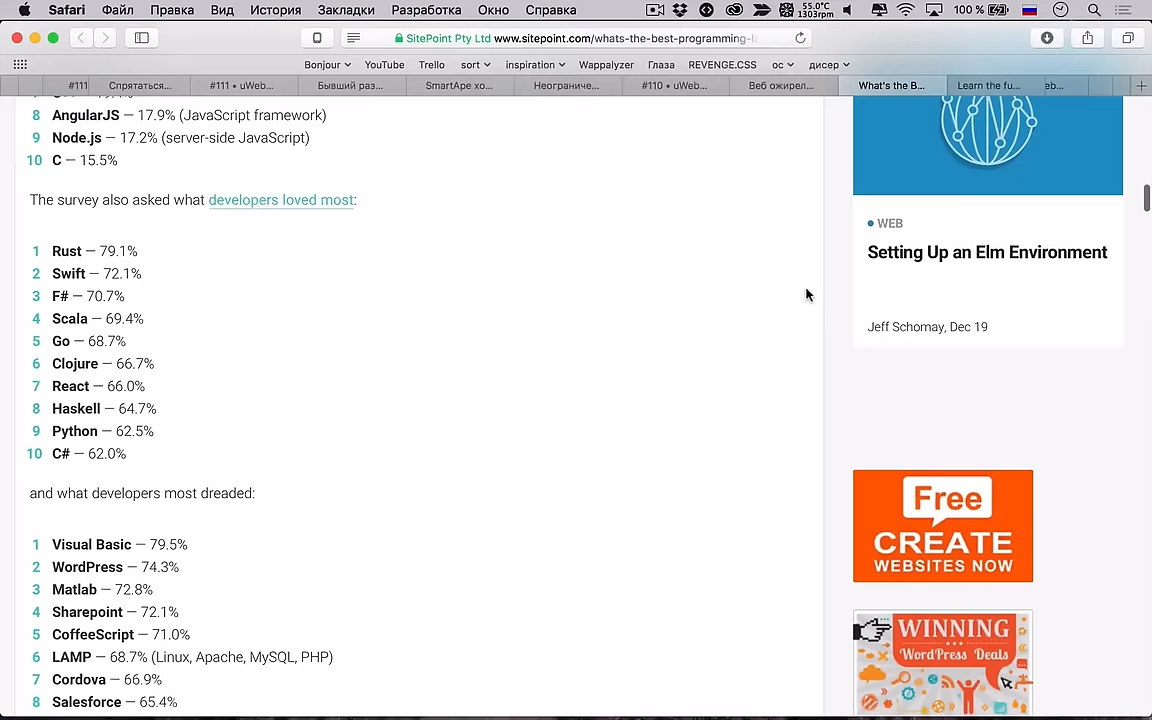 Safari Файл Правка Вид История Закладки Разработка Окно Справка 55.0°C 1303rpm 100 %
SitePoint Pty Ltd www.sitepoint.com/whats-the-best-programming-
Bonjour YouTube Trello sort inspiration Wappalyzer Глаза REVENGE.CSS ос дисер
#111 Спрятаться... #111 • uWeb... Бывший раз... SmartApe хо... Неограниче... #110 • uWeb... Веб ожирел... What's the B... Learn the fu... eb...
8 AngularJS — 17.9% (JavaScript framework)
9 Node.js — 17.2% (server-side JavaScript)
10 C — 15.5%
The survey also asked what developers loved most:
1 Rust — 79.1%
2 Swift — 72.1%
3 F# — 70.7%
4 Scala — 69.4%
5 Go — 68.7%
6 Clojure — 66.7%
7 React — 66.0%
8 Haskell — 64.7%
9 Python — 62.5%
10 C# — 62.0%
and what developers most dreaded:
1 Visual Basic — 79.5%
2 WordPress — 74.3%
3 Matlab — 72.8%
4 Sharepoint — 72.1%
5 CoffeeScript — 71.0%
6 LAMP — 68.7% (Linux, Apache, MySQL, PHP)
7 Cordova — 66.9%
8 Salesforce — 65.4%
WEB
Setting Up an Elm Environment
Jeff Schomay, Dec 19
Free
CREATE
WEBSITES NOW
WINNING
WordPress Deals